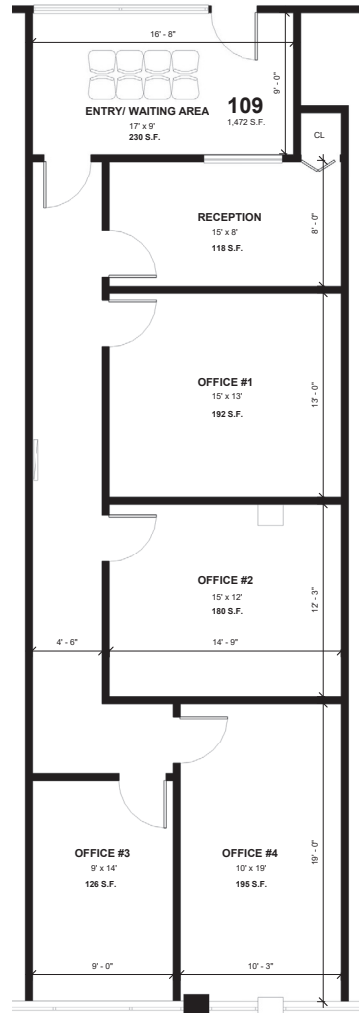 16' - 8"
9' - 0"
ENTRY/ WAITING AREA
17' x 9'
230 S.F.
109
1,472 S.F.
CL
RECEPTION
15' x 8'
118 S.F.
8' - 0"
OFFICE #1
15' x 13'
192 S.F.
13' - 0"
OFFICE #2
15' x 12'
180 S.F.
12' - 3"
4' - 6"
14' - 9"
OFFICE #3
9' x 14'
126 S.F.
OFFICE #4
10' x 19'
195 S.F.
19' - 0"
9' - 0"
10' - 3"